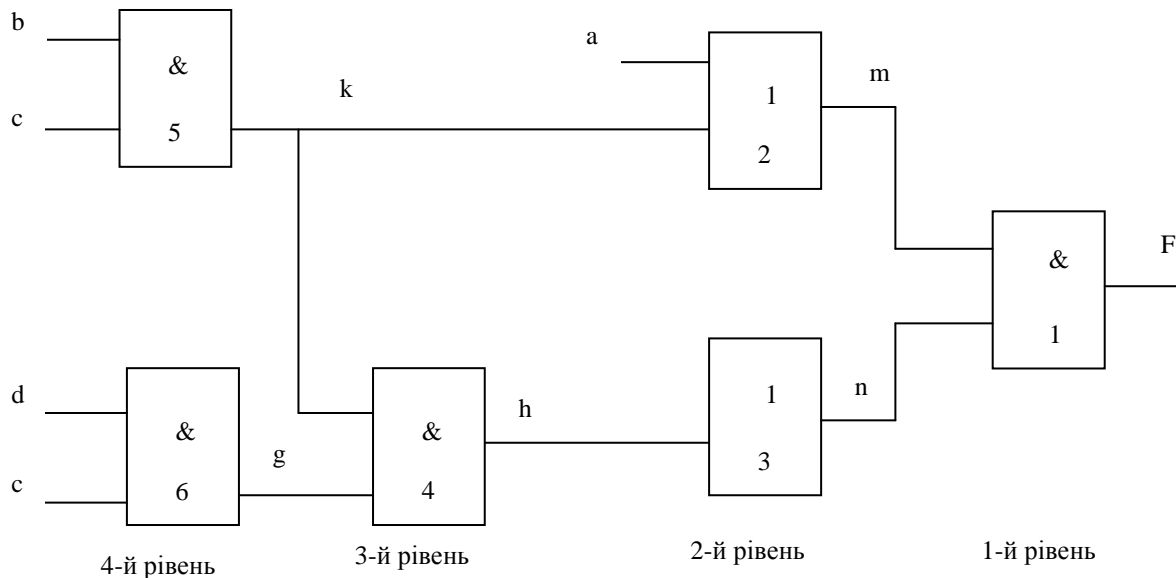 b
&
a
k
m
1
c
5
2
F
&
1
d
&
h
&
1
n
g
c
6
4
3
4-й рівень
3-й рівень
2-й рівень
1-й рівень